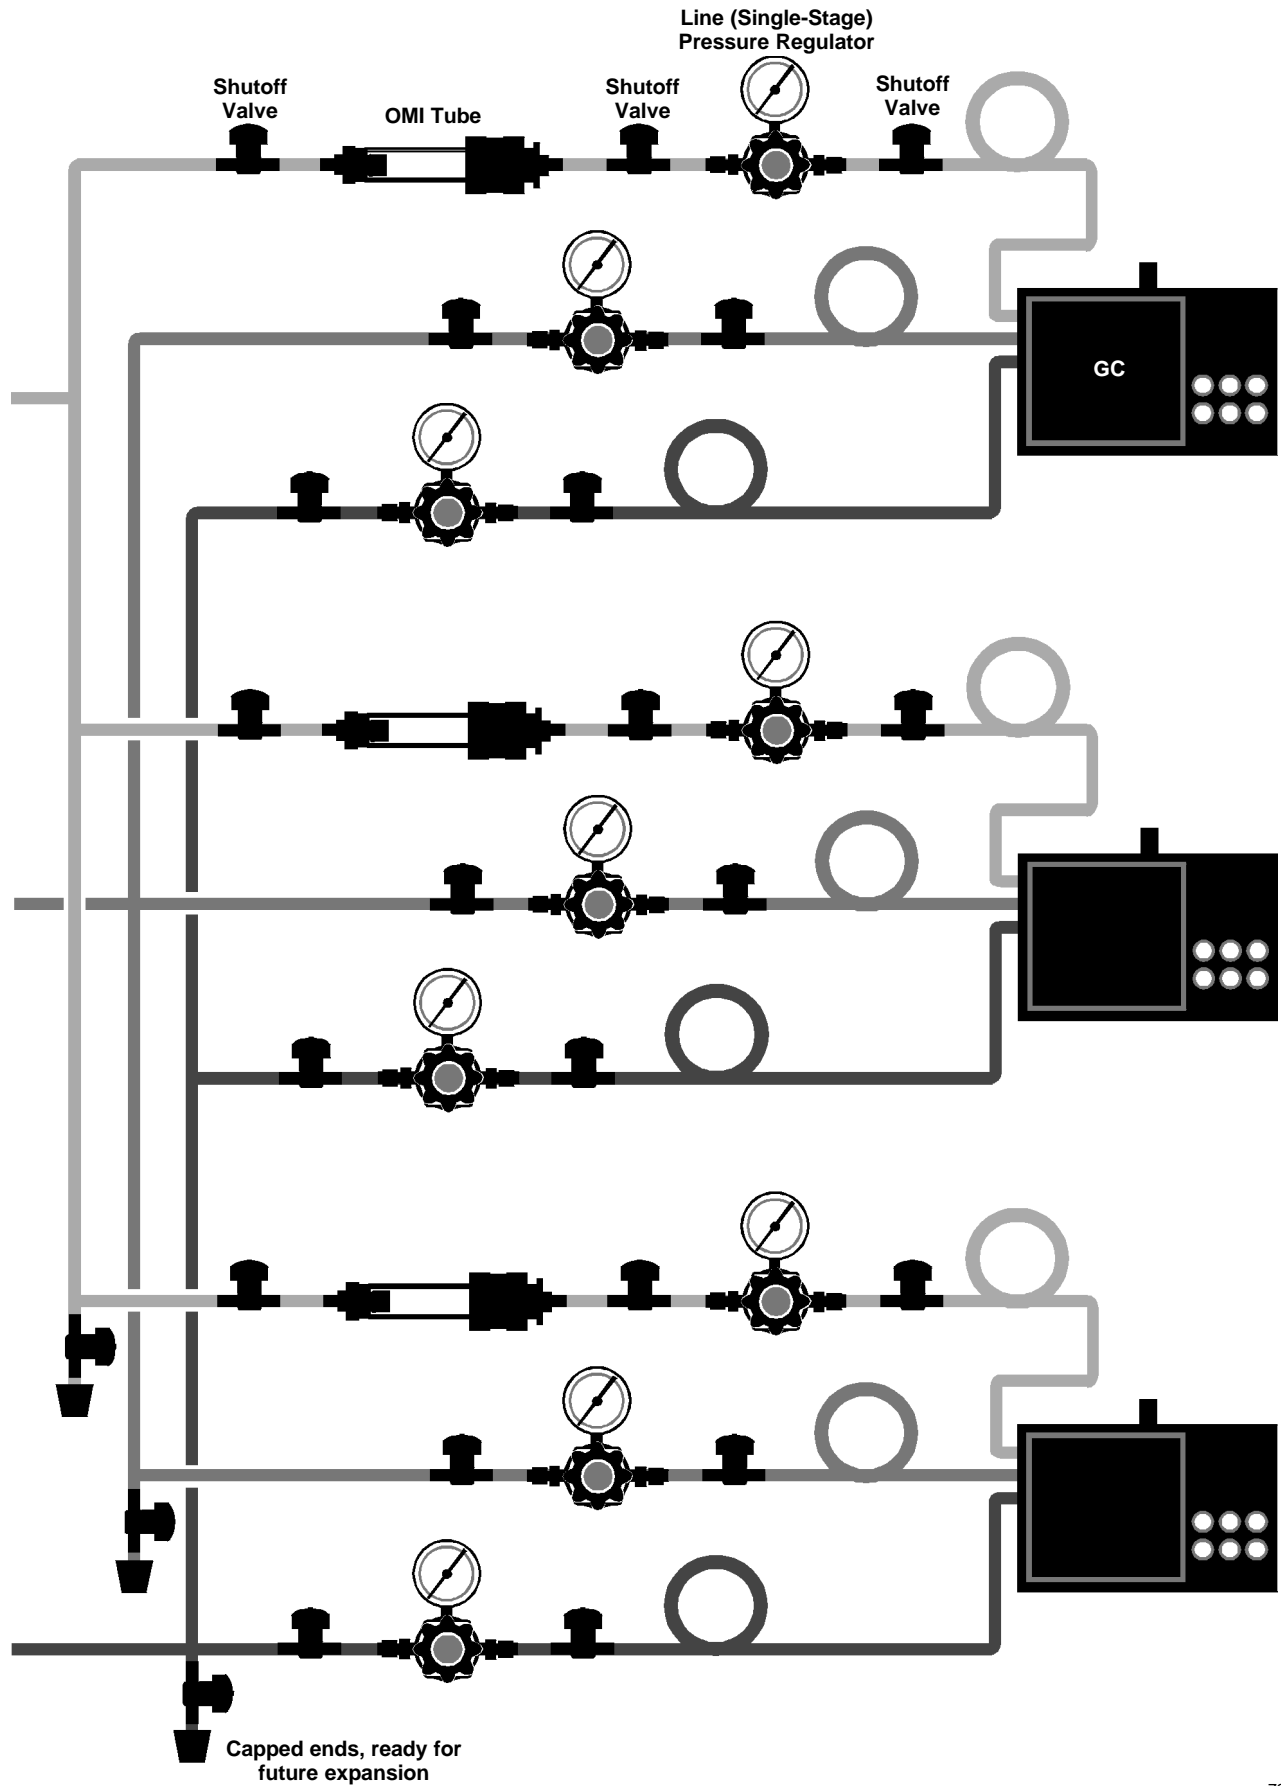 Line (Single-Stage)
Pressure Regulator
Shutoff
Valve
OMI Tube
Shutoff
Valve
Shutoff
Valve
GC
Capped ends, ready for
future expansion